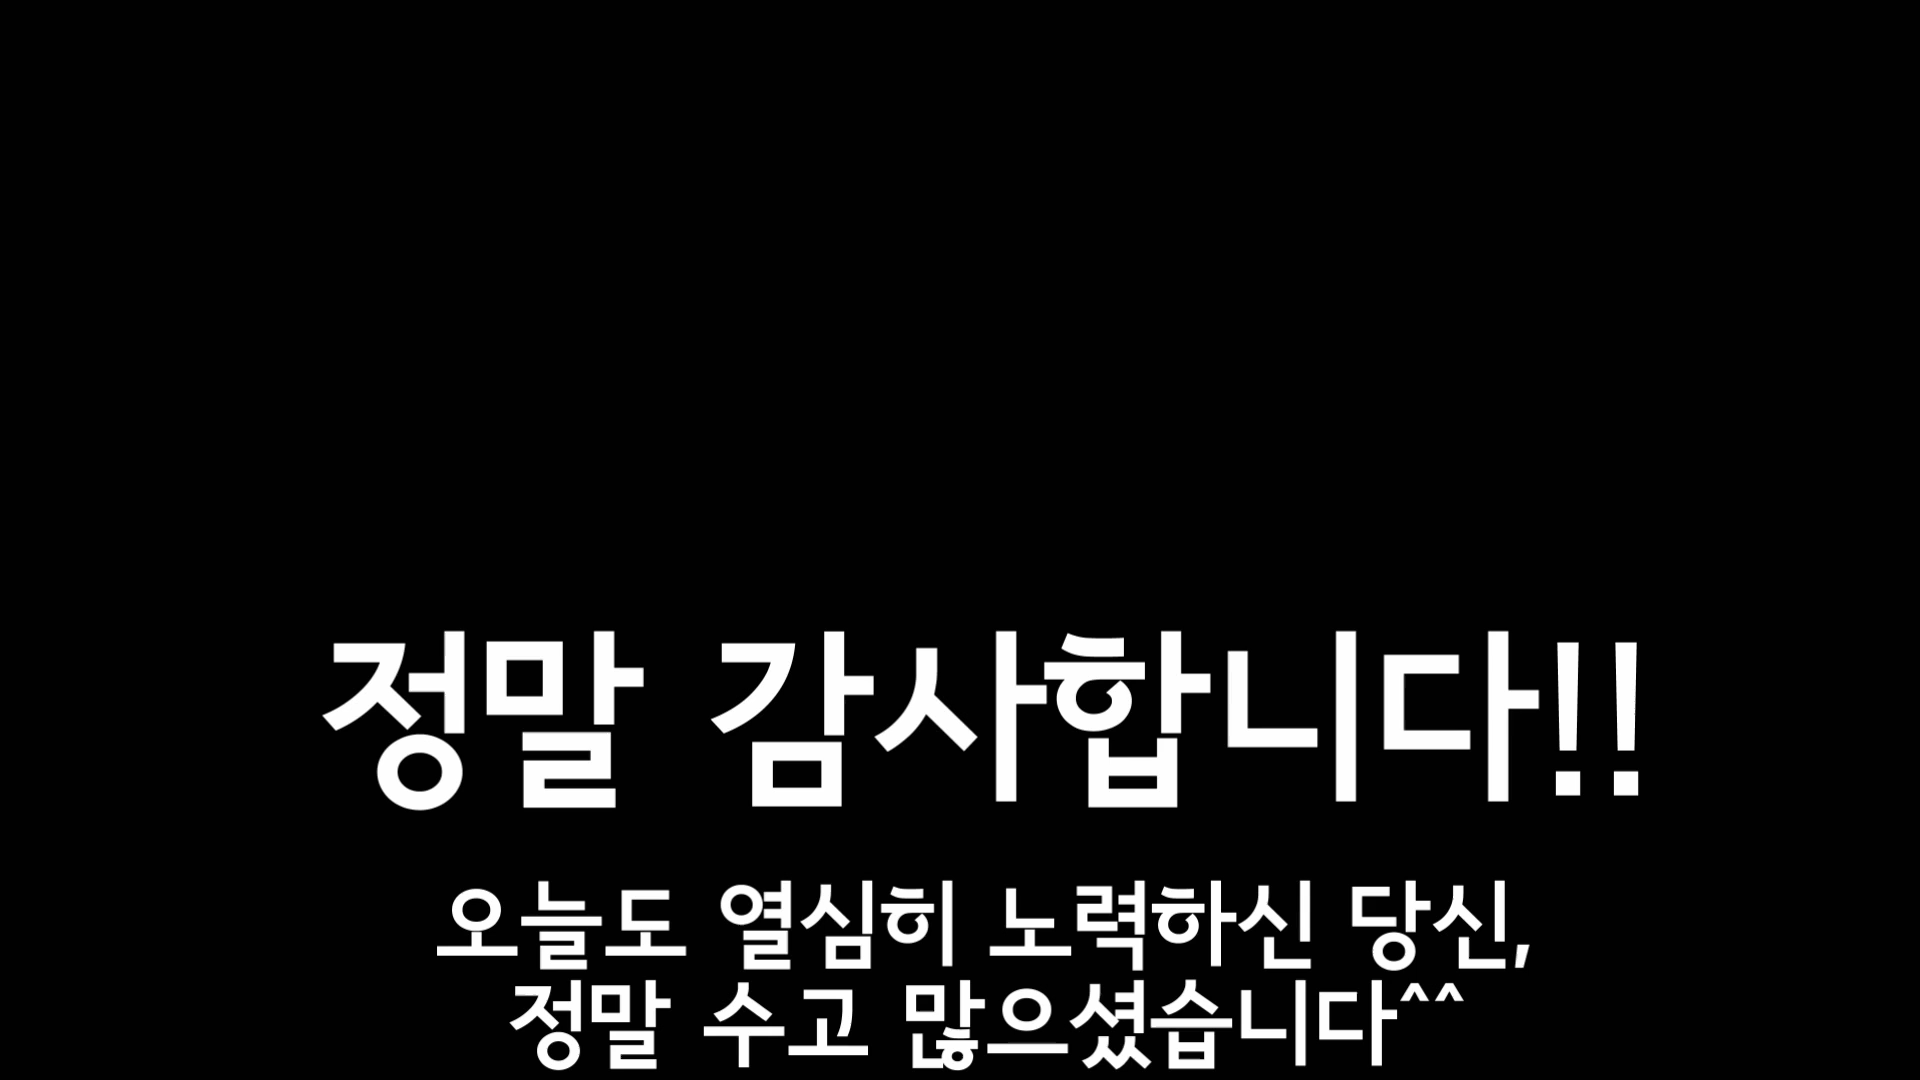 정말 감사합니다!!
오늘도 열심히 노력하신 당신,
정말 수고 많으셨습니다^^